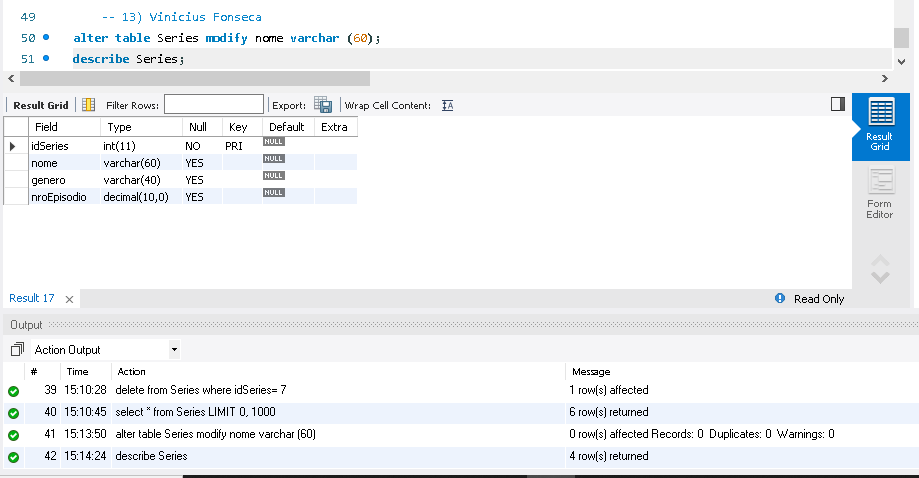 49 -- 13) Vinicius Fonseca
50 alter table Series modify nome varchar (60);
51 describe Series;
Result Grid Filter Rows: Export: Wrap Cell Content:
Field Type Null Key Default Extra
idSeries int(11) NO PRI NULL
nome varchar(60) YES NULL
genero varchar(40) YES NULL
nroEpisodio decimal(10,0) YES NULL
Result
Grid
Form
Editor
Result 17 Read Only
Output
Action Output
# Time Action Message
39 15:10:28 delete from Series where idSeries= 7 1 row(s) affected
40 15:10:45 select * from Series LIMIT 0, 1000 6 row(s) returned
41 15:13:50 alter table Series modify nome varchar (60) 0 row(s) affected Records: 0 Duplicates: 0 Warnings: 0
42 15:14:24 describe Series 4 row(s) returned